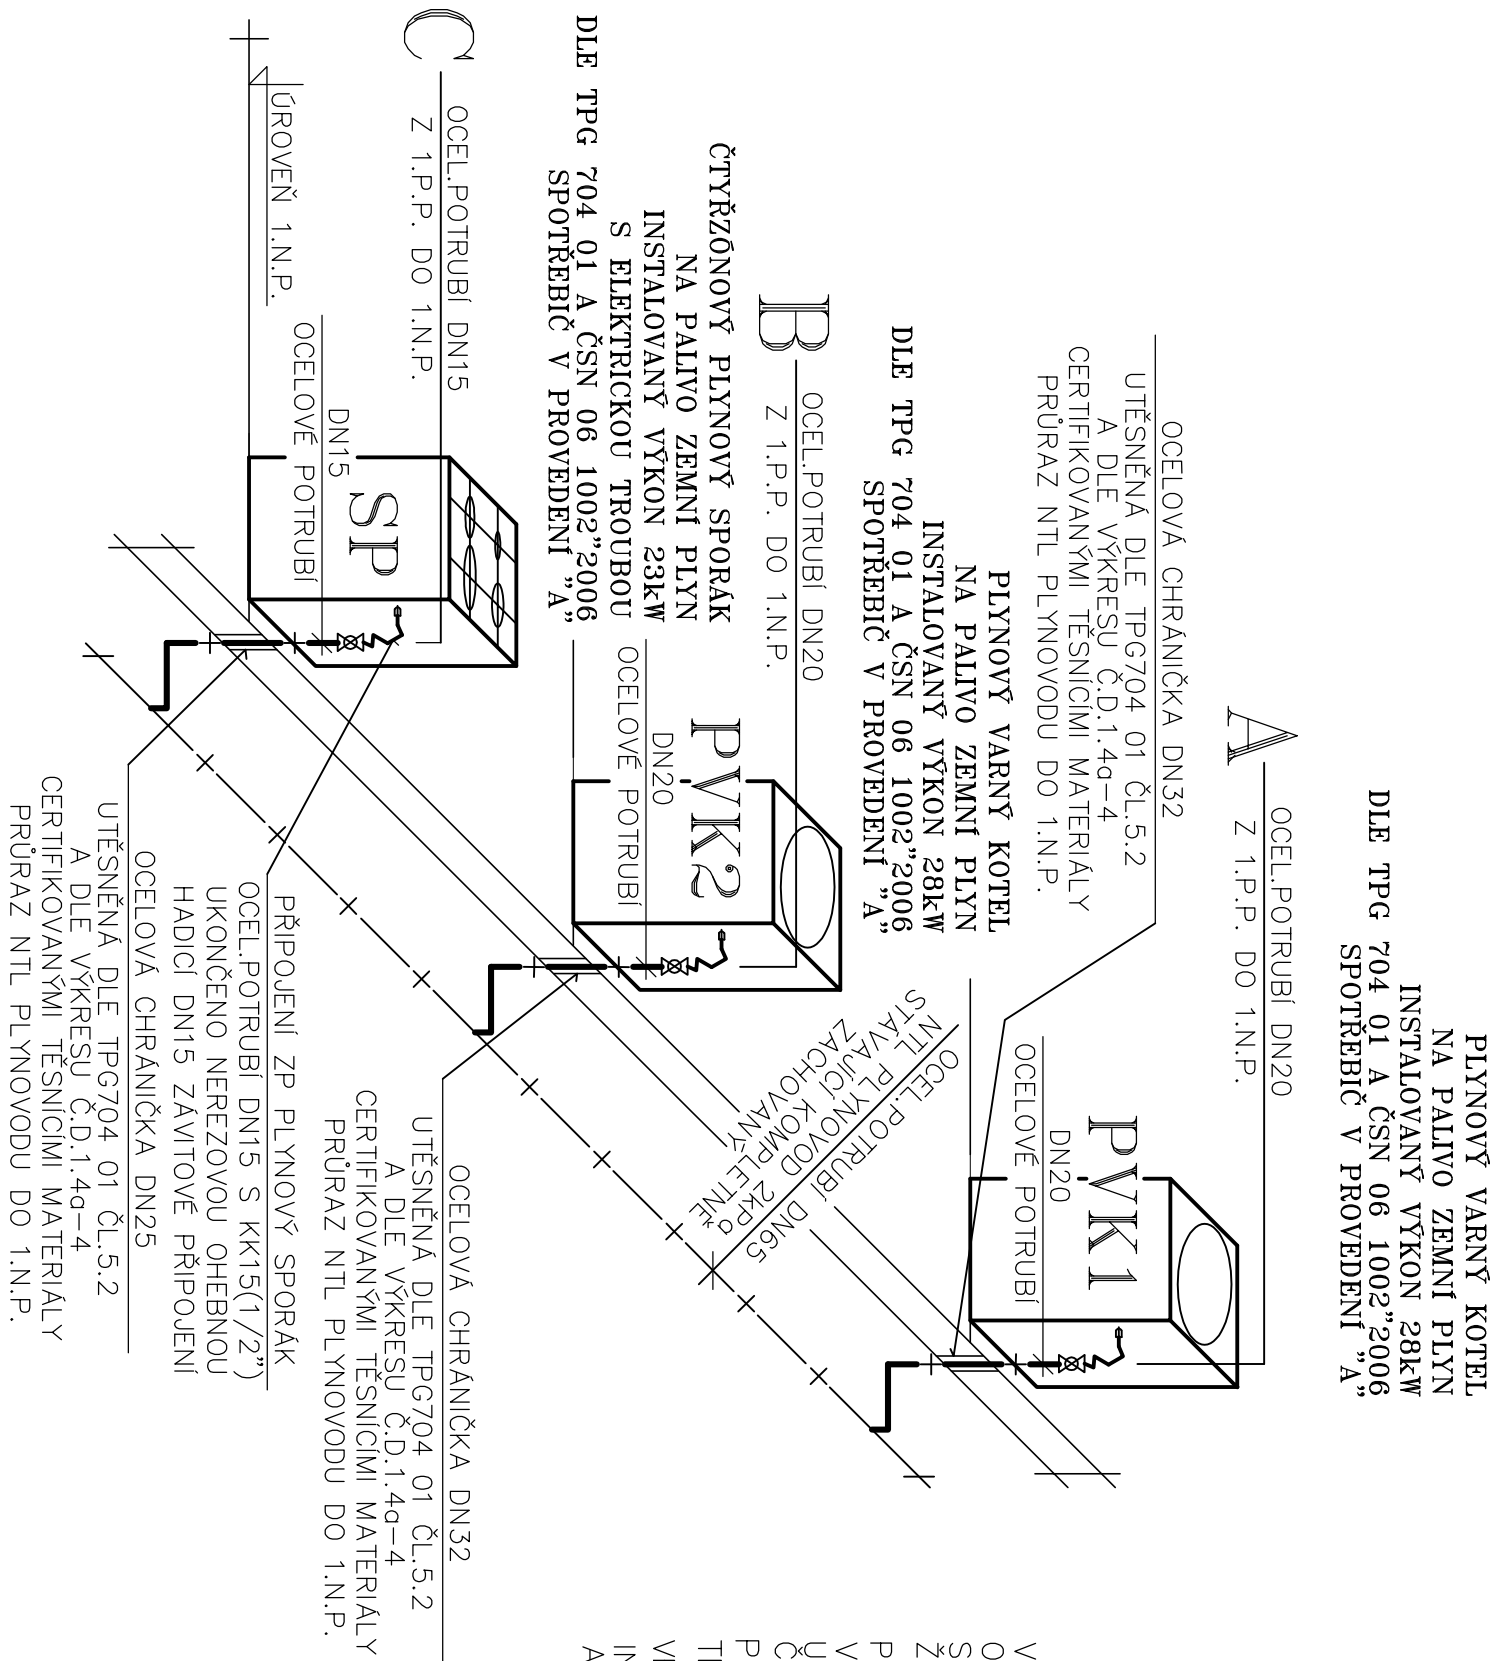 PLYNOVÝ VARNÝ KOTEL
NA PALIVO ZEMNÍ PLYN
INSTALOVANÝ VÝKON 28kW
DLE TPG 704 01 A ČSN 06 1002"2006
SPOTŘEBIČ V PROVEDENÍ "A"
A
OCEL.POTRUBÍ DN20
Z 1.P.P. DO 1.N.P.
OCELOVÁ CHRÁNIČKA DN32
UTĚSNĚNÁ DLE TPG704 01 ČL.5.2
A DLE VÝKRESU Č.D.1.4a-4
CERTIFIKOVANÝMI TĚSNÍCÍMI MATERIÁLY
PRŮRAZ NTL PLYNOVODU DO 1.N.P.
PVK1
DN20
OCELOVÉ POTRUBÍ
PLYNOVÝ VARNÝ KOTEL
NA PALIVO ZEMNÍ PLYN
INSTALOVANÝ VÝKON 28kW
DLE TPG 704 01 A ČSN 06 1002"2006
SPOTŘEBIČ V PROVEDENÍ "A"
B
OCEL.POTRUBÍ DN20
Z 1.P.P. DO 1.N.P.
PVK2
DN20
OCELOVÉ POTRUBÍ
OCEL.POTRUBÍ DN65
NTL PLYNOVOD 2kPa
STÁVAJÍCÍ KOMPLETNĚ
ZACHOVANÝ
ČTYŘZÓNOVÝ PLYNOVÝ SPORÁK
NA PALIVO ZEMNÍ PLYN
INSTALOVANÝ VÝKON 23kW
S ELEKTRICKOU TROUBOU
DLE TPG 704 01 A ČSN 06 1002"2006
SPOTŘEBIČ V PROVEDENÍ "A"
C
OCEL.POTRUBÍ DN15
Z 1.P.P. DO 1.N.P.
SP
DN15
OCELOVÉ POTRUBÍ
ÚROVEŇ 1.N.P.
OCELOVÁ CHRÁNIČKA DN32
UTĚSNĚNÁ DLE TPG704 01 ČL.5.2
A DLE VÝKRESU Č.D.1.4a-4
CERTIFIKOVANÝMI TĚSNÍCÍMI MATERIÁLY
PRŮRAZ NTL PLYNOVODU DO 1.N.P.
PŘIPOJENÍ ZP PLYNOVÝ SPORÁK
OCEL.POTRUBÍ DN15 S KK15(1/2")
UKONČENO NEREZOVOU OHEBNOU
HADICÍ DN15 ZÁVITOVÉ PŘIPOJENÍ
OCELOVÁ CHRÁNIČKA DN25
UTĚSNĚNÁ DLE TPG704 01 ČL.5.2
A DLE VÝKRESU Č.D.1.4a-4
CERTIFIKOVANÝMI TĚSNÍCÍMI MATERIÁLY
PRŮRAZ NTL PLYNOVODU DO 1.N.P.